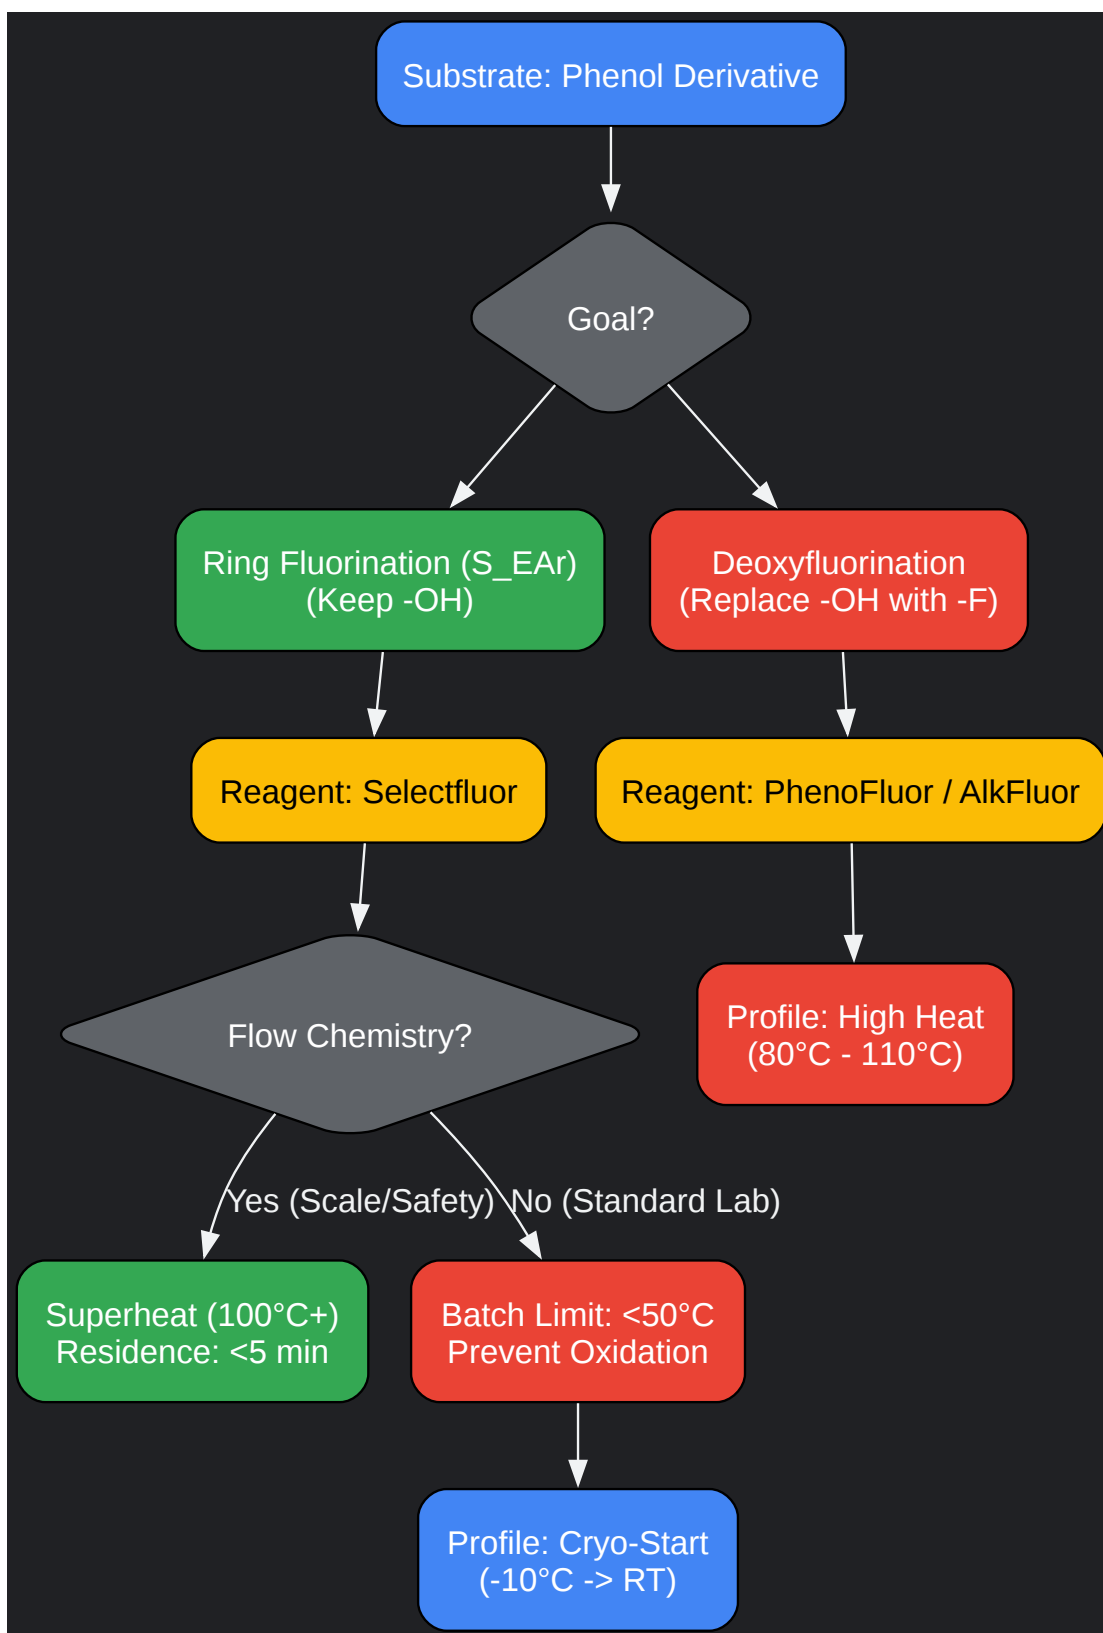 Substrate: Phenol Derivative
Goal?
Ring Fluorination (S_EAr)
(Keep -OH)
Deoxyfluorination
(Replace -OH with -F)
Reagent: Selectfluor
Reagent: PhenoFluor / AlkFluor
Flow Chemistry?
Profile: High Heat
(80°C - 110°C)
Yes (Scale/Safety)
No (Standard Lab)
Superheat (100°C+)
Residence: <5 min
Batch Limit: <50°C
Prevent Oxidation
Profile: Cryo-Start
(-10°C -> RT)